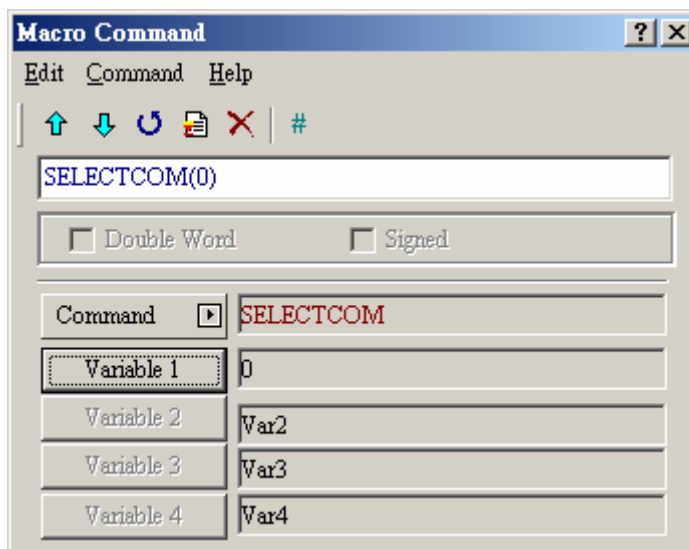 Macro Command
Edit Command Help
#
SELECTCOM(0)
Double Word Signed
Command SELECTCOM
Variable 1 0
Variable 2 Var2
Variable 3 Var3
Variable 4 Var4